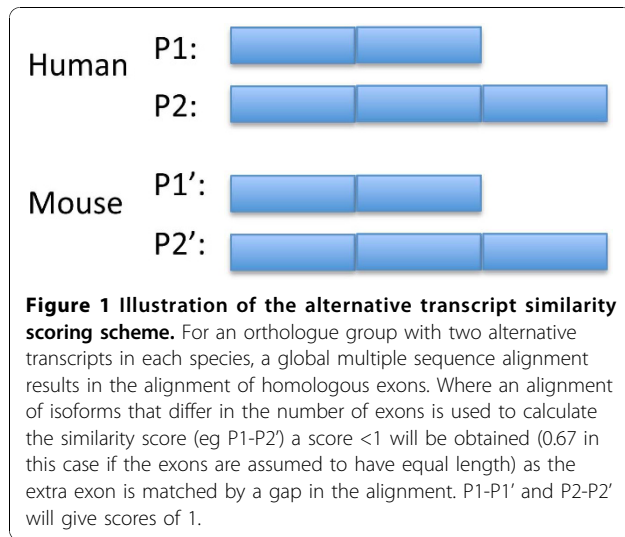 Human
P1:
P2:
Mouse
P1’:
P2’:
Figure 1 Illustration of the alternative transcript similarity
scoring scheme. For an orthologue group with two alternative
transcripts in each species, a global multiple sequence alignment
results in the alignment of homologous exons. Where an alignment
of isoforms that differ in the number of exons is used to calculate
the similarity score (eg P1-P2’) a score <1 will be obtained (0.67 in
this case if the exons are assumed to have equal length) as the
extra exon is matched by a gap in the alignment. P1-P1’ and P2-P2’
will give scores of 1.